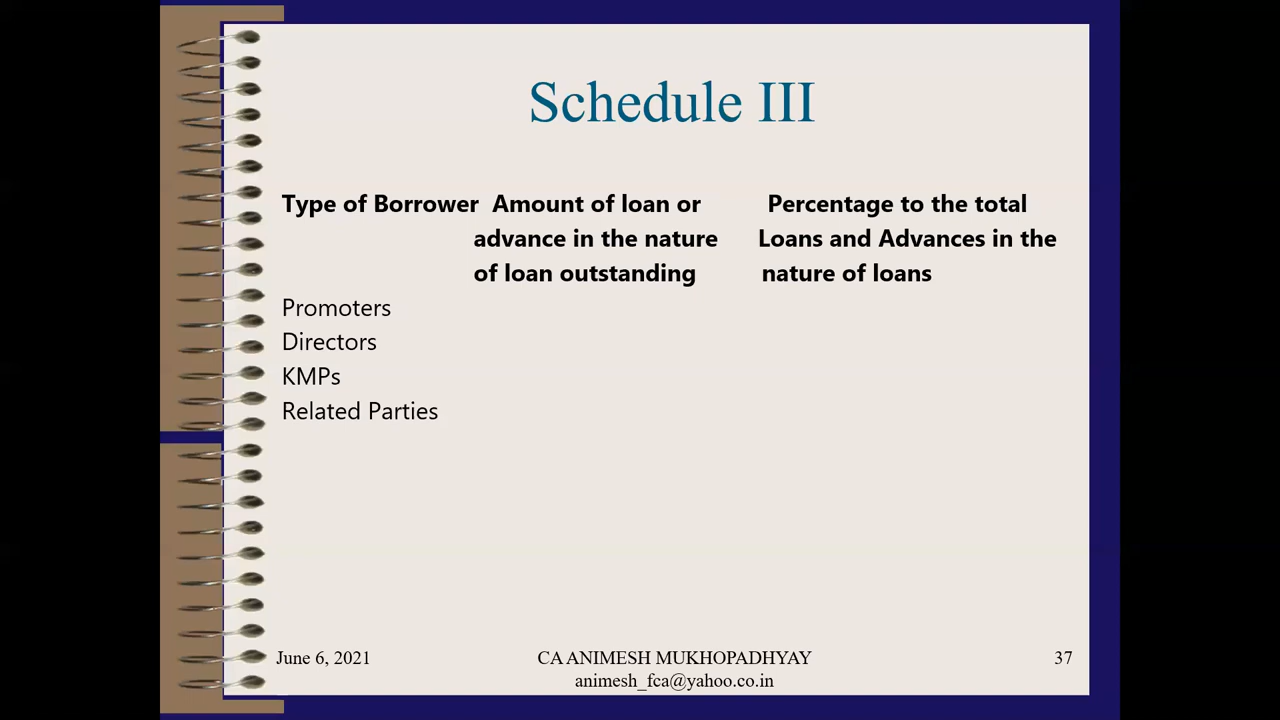 Schedule III
Type of Borrower Amount of loan or Percentage to the total
advance in the nature Loans and Advances in the
of loan outstanding nature of loans
Promoters
Directors
KMPs
Related Parties
June 6, 2021 CA ANIMESH MUKHOPADHYAY 37
animesh_fca@yahoo.co.in